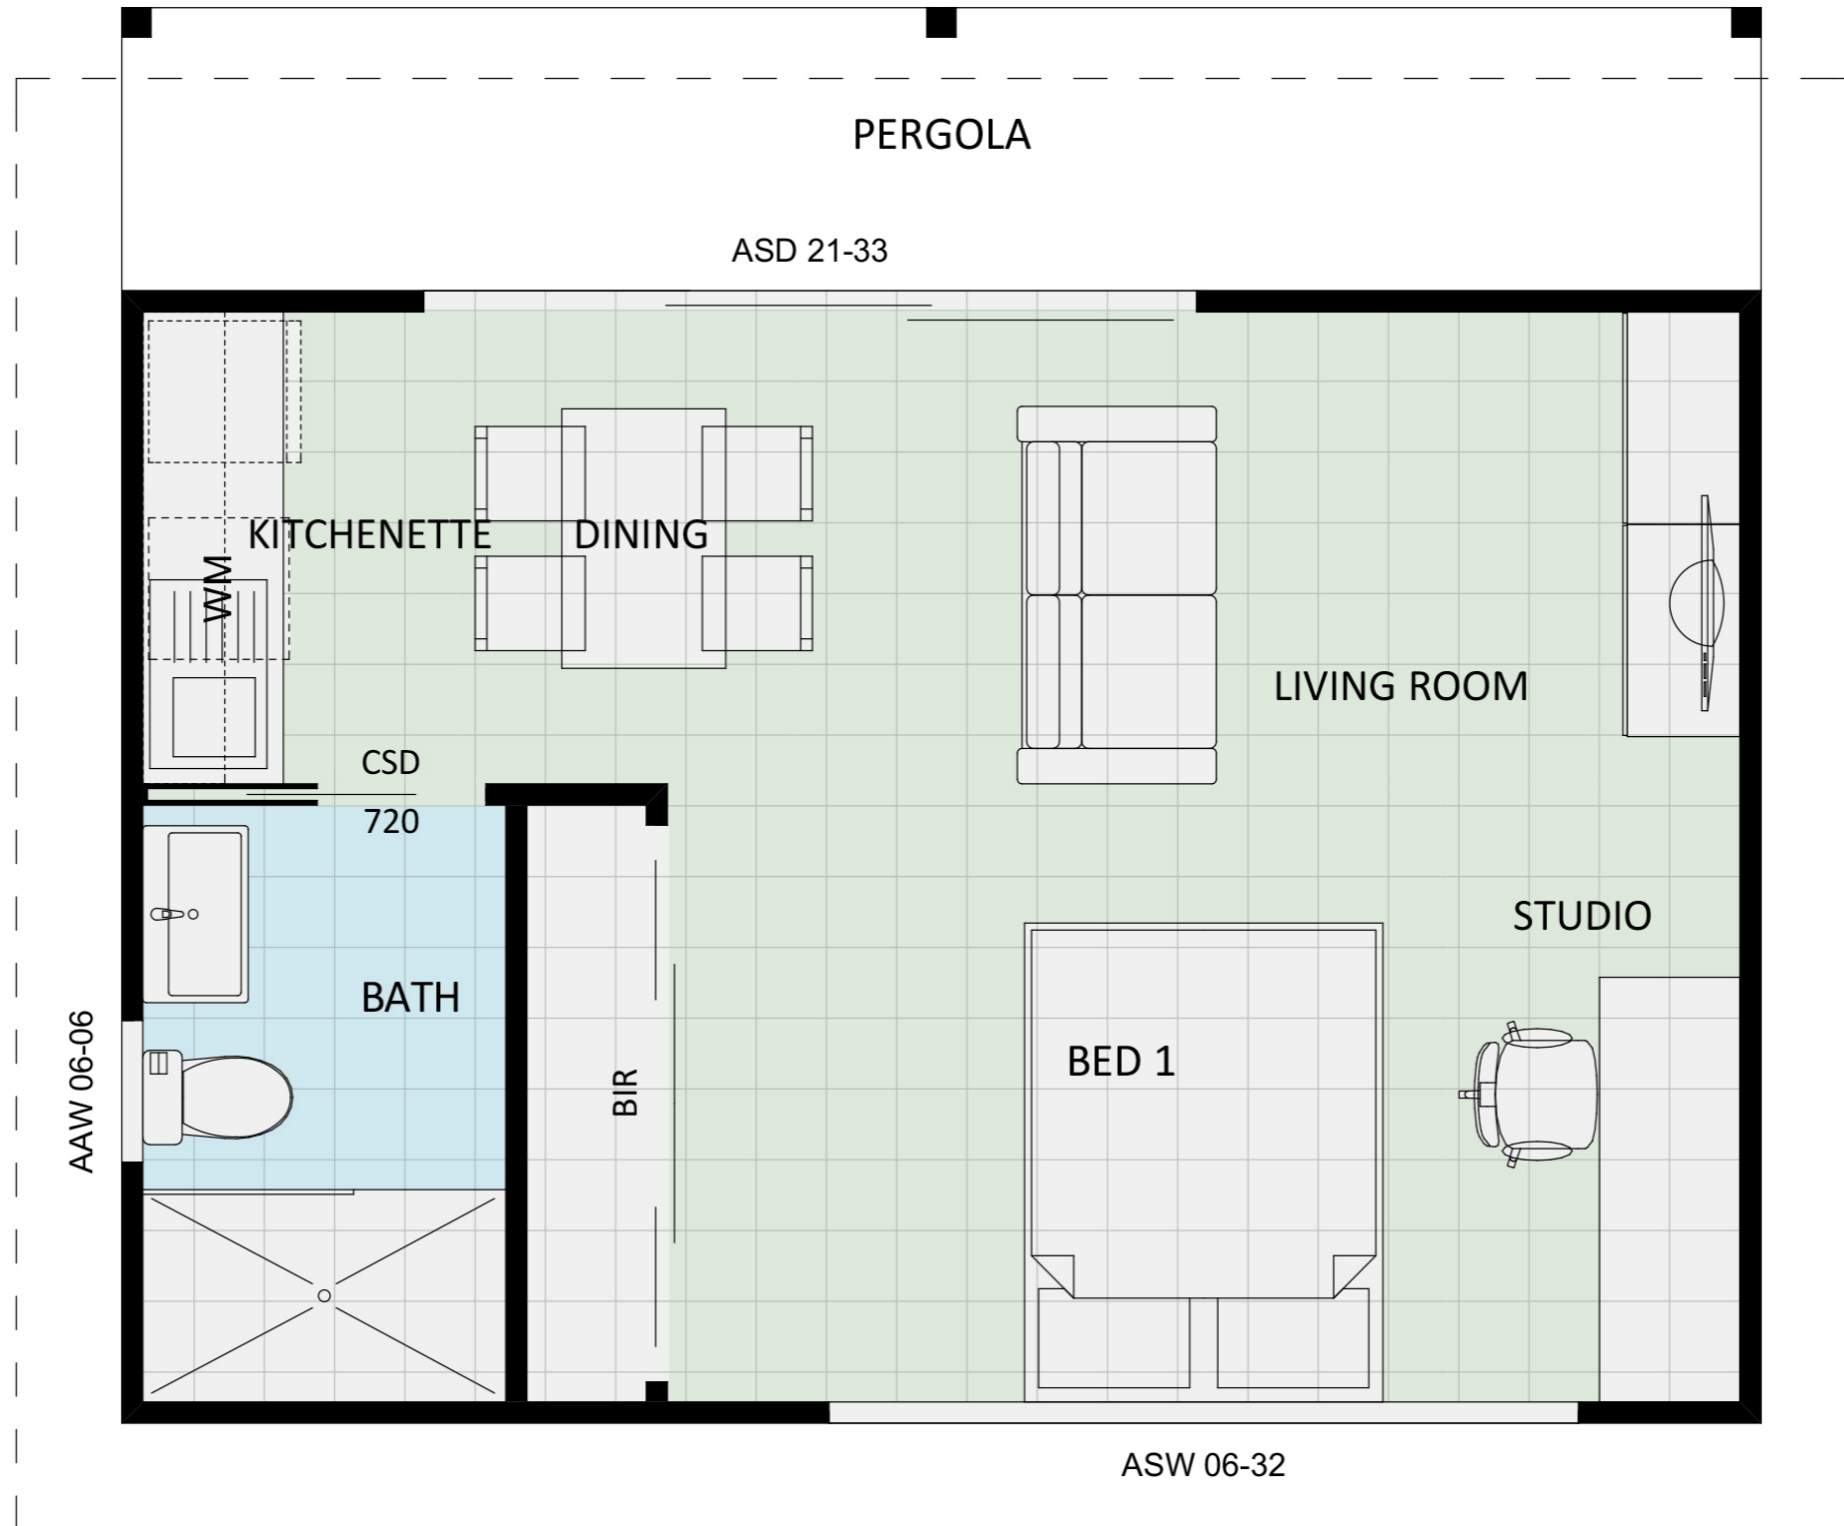 PERGOLA
ASD 21-33
KITCHENETTE
DINING
WM
LIVING ROOM
CSD
720
STUDIO
BATH
BED 1
BIR
AAW 06-06
ASW 06-32